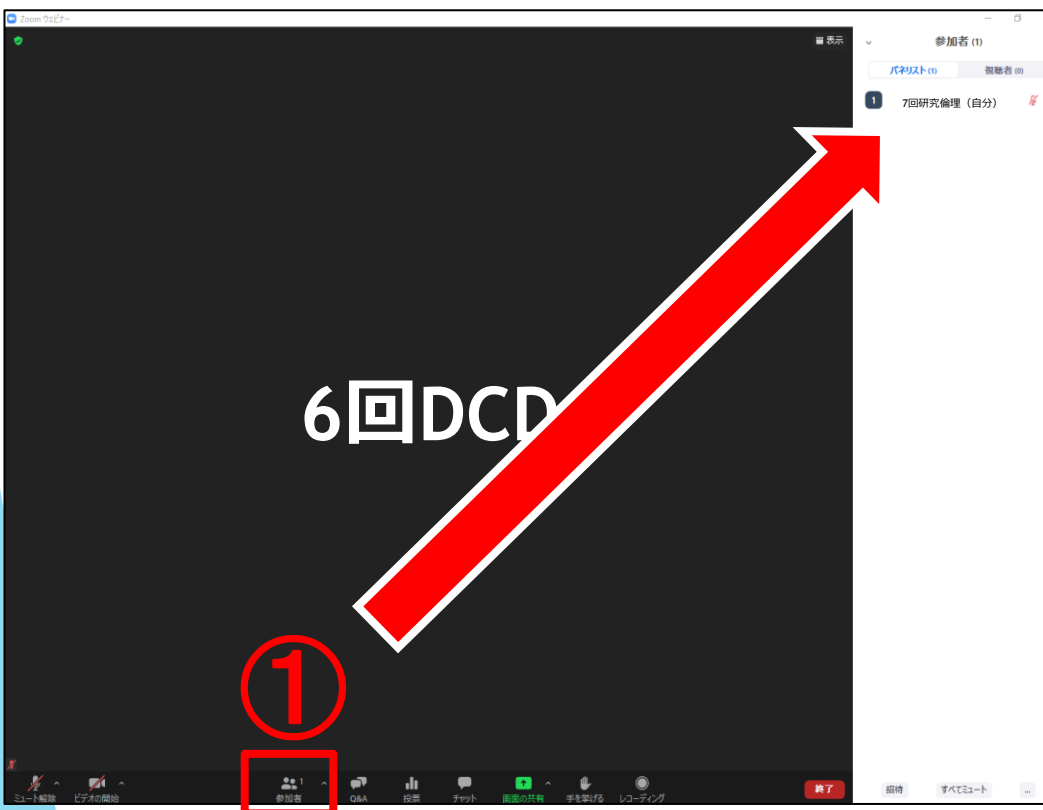 Zoom ウェビナー
表示
参加者 (1)
パネリスト (1)
視聴者 (0)
1
7回研究倫理（自分）
6回DCD
①
ミュート解除
ビデオの開始
1
参加者
Q&A
投票
チャット
画面の共有
手を挙げる
レコーディング
終了
招待
すべてミュート
...